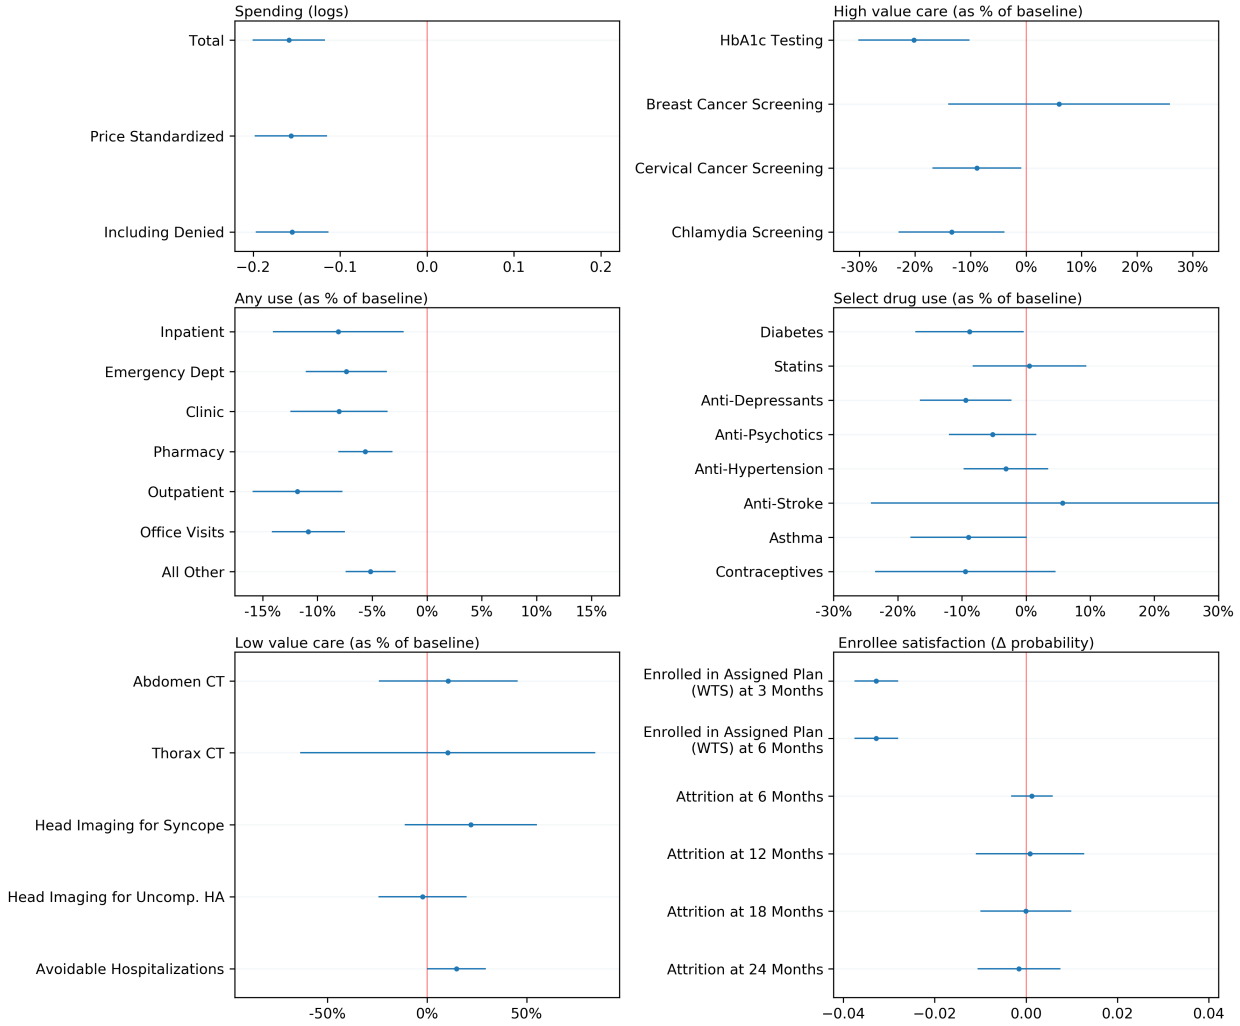 Spending (logs)
Total
Price Standardized
Including Denied
−0.2 −0.1 0.0 0.1 0.2
High value care (as % of baseline)
HbA1c Testing
Breast Cancer Screening
Cervical Cancer Screening
Chlamydia Screening
-30% -20% -10% 0% 10% 20% 30%
Any use (as % of baseline)
Inpatient
Emergency Dept
Clinic
Pharmacy
Outpatient
Office Visits
All Other
-15% -10% -5% 0% 5% 10% 15%
Select drug use (as % of baseline)
Diabetes
Statins
Anti-Depressants
Anti-Psychotics
Anti-Hypertension
Anti-Stroke
Asthma
Contraceptives
-30% -20% -10% 0% 10% 20% 30%
Low value care (as % of baseline)
Abdomen CT
Thorax CT
Head Imaging for Syncope
Head Imaging for Uncomp. HA
Avoidable Hospitalizations
-50% 0% 50%
Enrollee satisfaction (Δ probability)
Enrolled in Assigned Plan
(WTS) at 3 Months
Enrolled in Assigned Plan
(WTS) at 6 Months
Attrition at 6 Months
Attrition at 12 Months
Attrition at 18 Months
Attrition at 24 Months
−0.04 −0.02 0.00 0.02 0.04